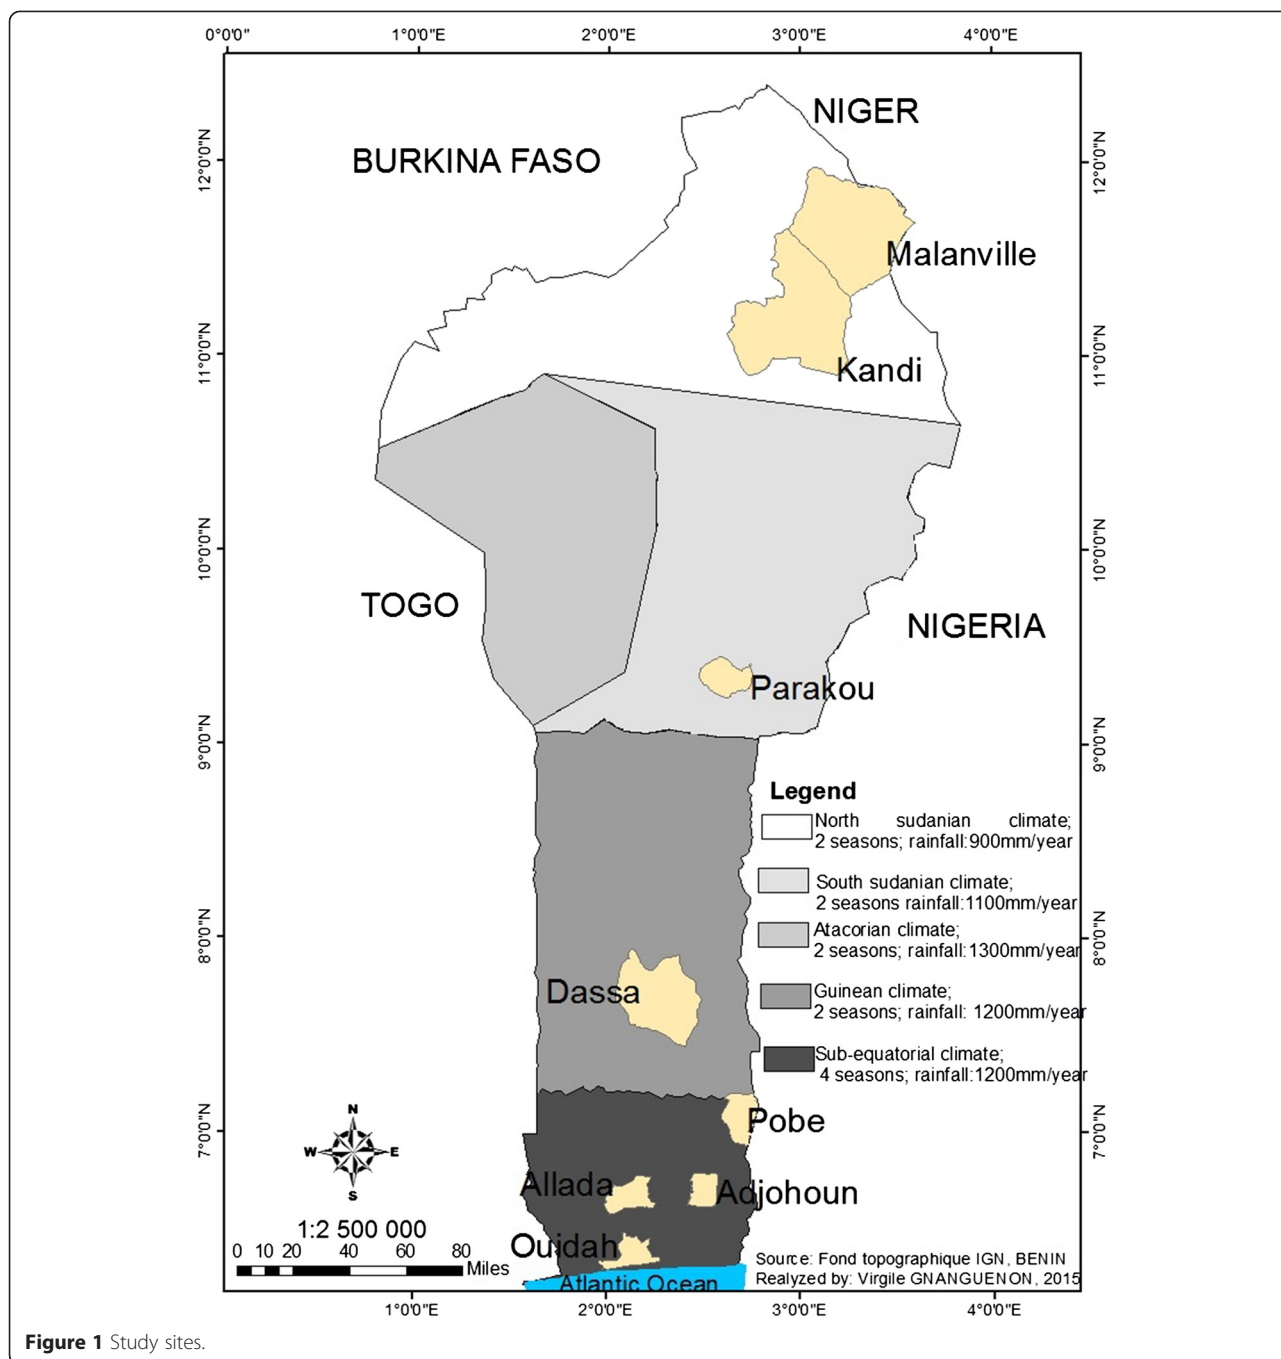 0°0'0" 1°0'0"E 2°0'0"E 3°0'0"E 4°0'0"E
NIGER
BURKINA FASO
12°0'0"N 12°0'0"N
Malanville
11°0'0"N 11°0'0"N
Kandi
10°0'0"N 10°0'0"N
TOGO
NIGERIA
Parakou
9°0'0"N 9°0'0"N
Legend
North sudanian climate;
2 seasons; rainfall:900mm/year
South sudanian climate;
2 seasons rainfall:1100mm/year
Atacorian climate;
2 seasons; rainfall:1300mm/year
8°0'0"N 8°0'0"N
Dassa
Guinean climate;
2 seasons; rainfall: 1200mm/year
Sub-equatorial climate;
4 seasons; rainfall:1200mm/year
7°0'0"N 7°0'0"N
Pobe
N
W E
S
Allada
Adjohoun
1:2 500 000
Ouidah
0 10 20 40 60 80
Miles
Source: Fond topographique IGN, BENIN
Realyzed by: Virgile GNANGUENON, 2015
Atlantic Ocean
1°0'0"E 2°0'0"E 3°0'0"E 4°0'0"E
Figure 1 Study sites.